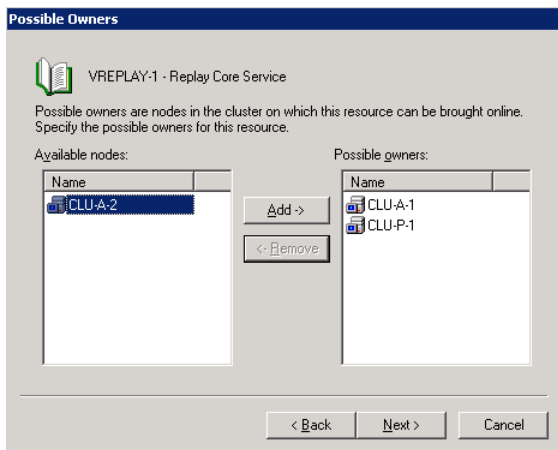 Possible Owners
VREPLAY-1 - Replay Core Service
Possible owners are nodes in the cluster on which this resource can be brought online.
Specify the possible owners for this resource.
Available nodes:
Possible owners:
Name
Name
CLU-A-2
CLU-A-1
CLU-P-1
Add ->
<- Remove
< Back
Next >
Cancel